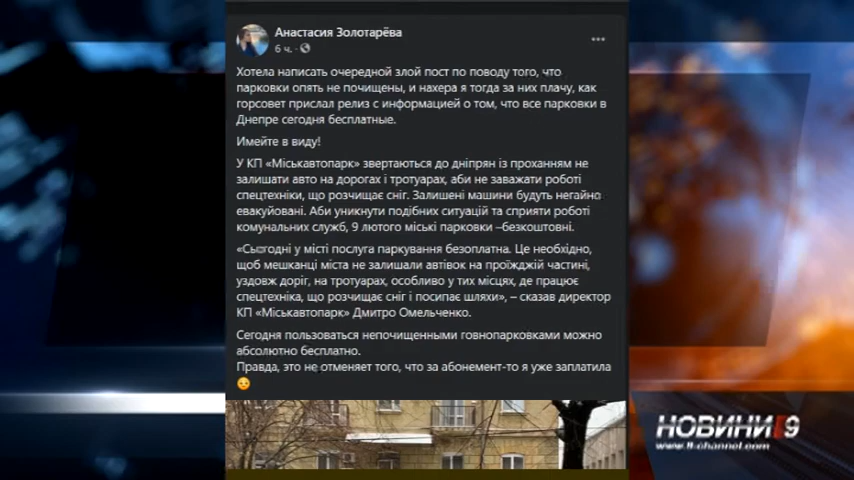 Анастасия Золотарёва
6 ч. ·
Хотела написать очередной злой пост по поводу того, что
парковки опять не почищены, и нахера я тогда за них плачу, как
горсовет прислал релиз с информацией о том, что все парковки в
Днепре сегодня бесплатные.
Имейте в виду!
У КП «Міськавтопарк» звертаються до дніпрян із проханням не
залишати авто на дорогах і тротуарах, аби не заважати роботі
спецтехніки, що розчищає сніг. Залишені машини будуть негайно
евакуйовані. Аби уникнути подібних ситуацій та сприяти роботі
комунальних служб, 9 лютого міські парковки –безкоштовні.
«Сьогодні у місті послуга паркування безоплатна. Це необхідно,
щоб мешканці міста не залишали автівок на проїжджій частині,
уздовж доріг, на тротуарах, особливо у тих місцях, де працює
спецтехніка, що розчищає сніг і посипає шляхи», – сказав директор
КП «Міськавтопарк» Дмитро Омельченко.
Сегодня пользоваться непочищенными говнопарковками можно
абсолютно бесплатно.
Правда, это не отменяет того, что за абонемент-то я уже заплатила
НОВИНИ 9
www.9-channel.com